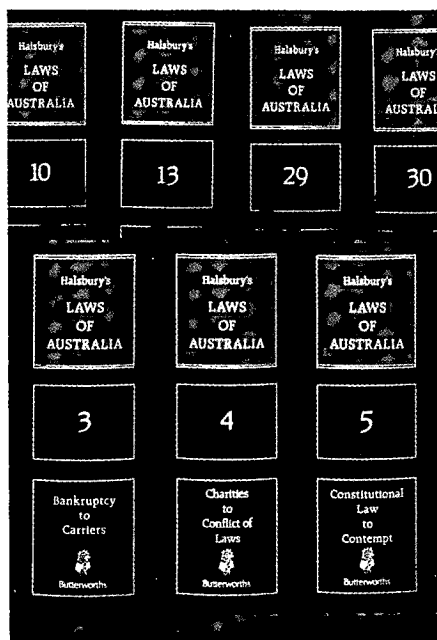 Halsbury's
LAWS
OF
AUSTRALIA
10
Halsbury's
LAWS
OF
AUSTRALIA
13
Halsbury's
LAWS
OF
AUSTRALIA
29
Halsbury's
LAWS
OF
AUSTRAL
30
Halsbury's
LAWS
OF
AUSTRALIA
3
Bankruptcy
to
Carriers
Butterworths
Halsbury's
LAWS
OF
AUSTRALIA
4
Charities
to
Conflict of
Laws
Butterworths
Halsbury's
LAWS
OF
AUSTRALIA
5
Constitutional
Law
to
Contempt
Butterworths